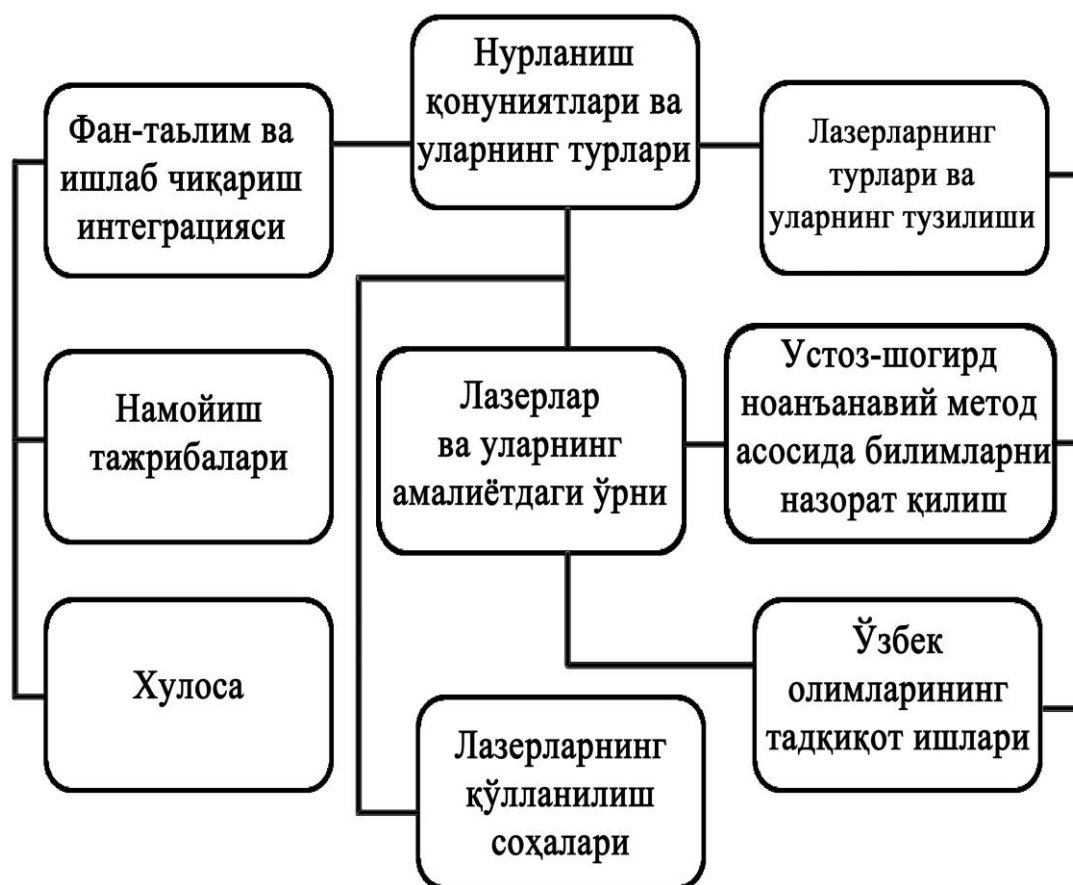 Нурланиш
қонуниятлари ва
уларнинг турлари
Фан-таьлим ва
ишлаб чиқариш
интеграцияси
Лазерларнинг
турлари ва
уларнинг тузилиши
Намойиш
тажрибалари
Лазерлар
ва уларнинг
амалиётдаги ўрни
Устоз-шогирд
ноанъанавий метод
асосида билимларни
назорат қилиш
Хулоса
Лазерларнинг
қўлланилиш
соҳалари
Ўзбек
олимларининг
тадқиқот ишлари